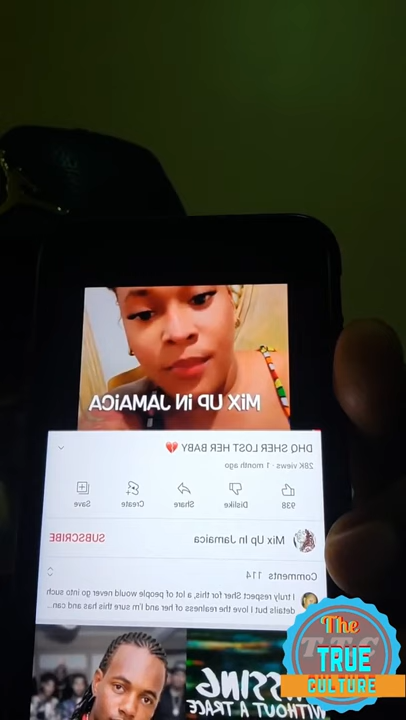 MiX UP iN JAMAiCA
DHQ SHER LOST HER BABY 💔
28K views · 1 month ago
938
Dislike
Share
Create
Save
Mix Up In Jamaica
SUBSCRIBE
Comments 114
I truly respect Sher for this, a lot of people would never go into such
details but I love the realness of her and I'm sure this has and can...
WITHOUT A TRACE
The
T.T.C
TRUE
CULTURE